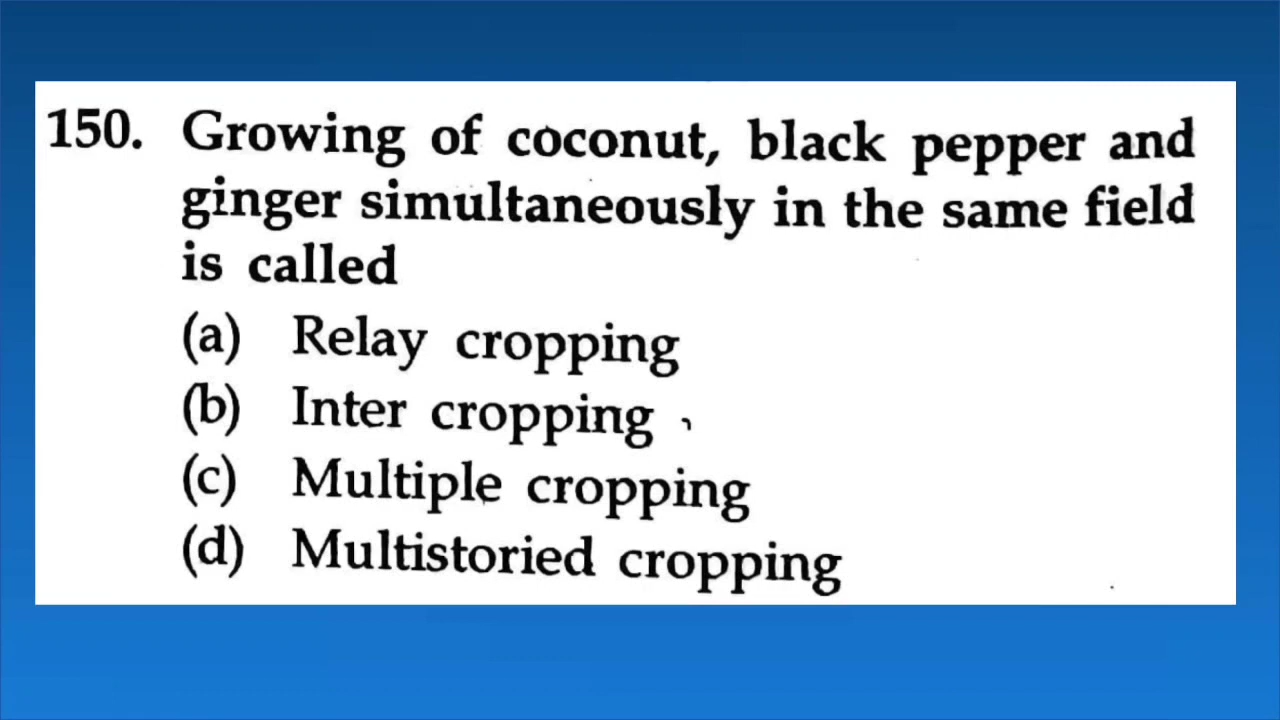 150. Growing of coconut, black pepper and
ginger simultaneously in the same field
is called
(a) Relay cropping
(b) Inter cropping
(c) Multiple cropping
(d) Multistoried cropping